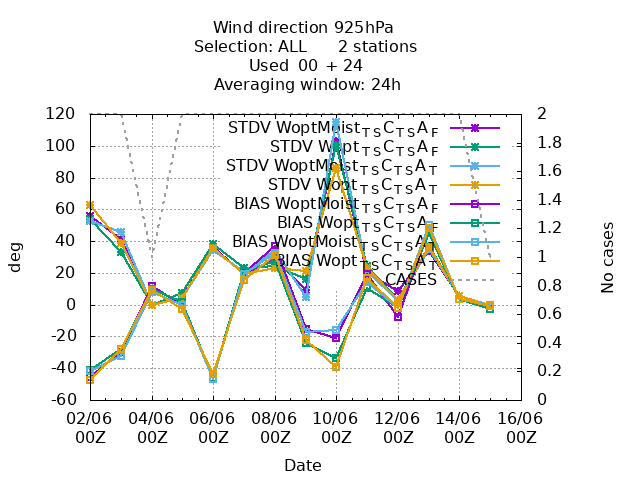 Wind direction 925hPa
Selection: ALL 2 stations
Used 00 + 24
Averaging window: 24h
STDV WoptMoist_TS C_TS A_F
STDV Wopt_TS C_TS A_F
STDV WoptMoist_TS C_TS A_T
STDV Wopt_TS C_TS A_T
BIAS WoptMoist_TS C_TS A_F
BIAS Wopt_TS C_TS A_F
BIAS WoptMoist_TS C_TS A_T
BIAS Wopt_TS C_TS A_T
CASES
deg
120
100
80
60
40
20
0
-20
-40
-60
No cases
2
1.8
1.6
1.4
1.2
1
0.8
0.6
0.4
0.2
0
02/06 04/06 06/06 08/06 10/06 12/06 14/06 16/06
00Z 00Z 00Z 00Z 00Z 00Z 00Z 00Z
Date